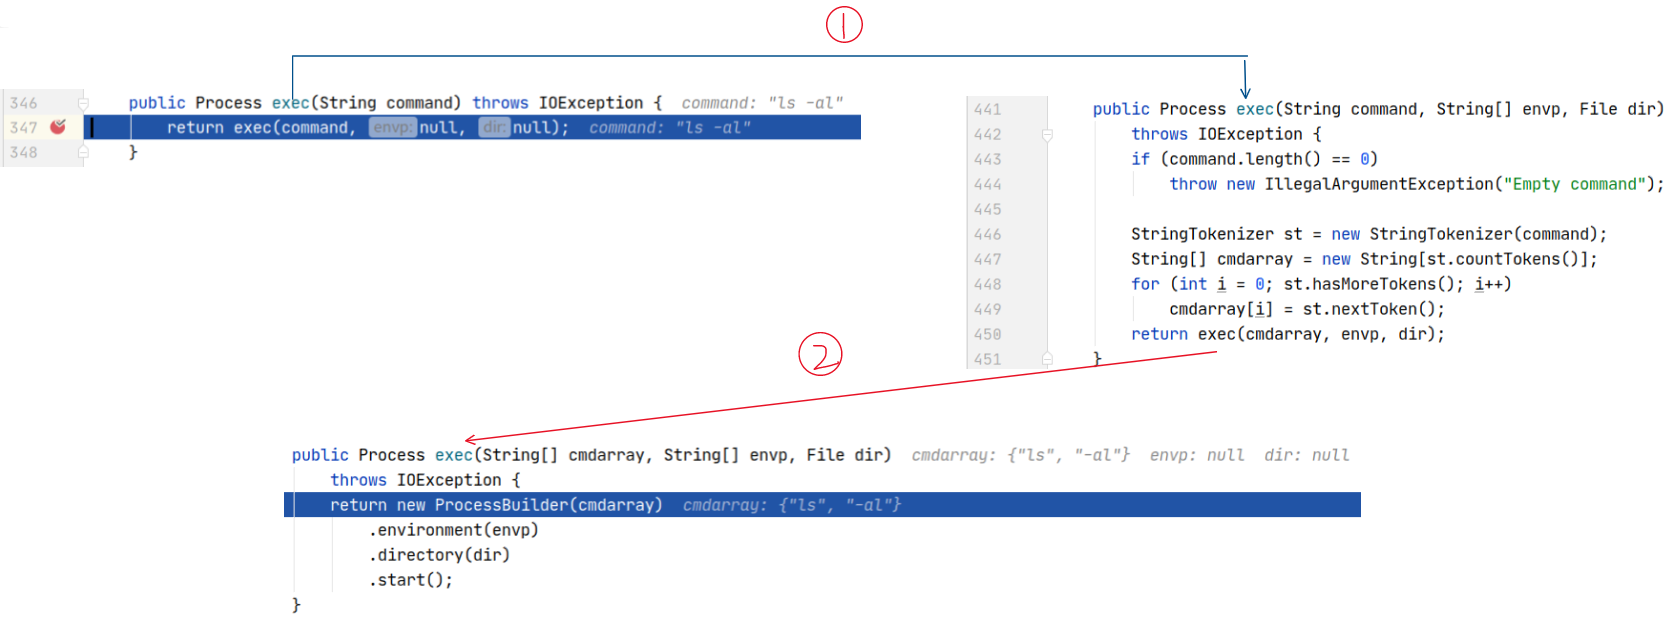 ①
346 public Process exec(String command) throws IOException { command: "ls -al"
347 return exec(command, envp: null, dir: null); command: "ls -al"
348 }
441 public Process exec(String command, String[] envp, File dir)
442 throws IOException {
443 if (command.length() == 0)
444 throw new IllegalArgumentException("Empty command");
445
446 StringTokenizer st = new StringTokenizer(command);
447 String[] cmdarray = new String[st.countTokens()];
448 for (int i = 0; st.hasMoreTokens(); i++)
449 cmdarray[i] = st.nextToken();
450 return exec(cmdarray, envp, dir);
451 }
②
public Process exec(String[] cmdarray, String[] envp, File dir) cmdarray: {"ls", "-al"} envp: null dir: null
throws IOException {
return new ProcessBuilder(cmdarray) cmdarray: {"ls", "-al"}
.environment(envp)
.directory(dir)
.start();
}